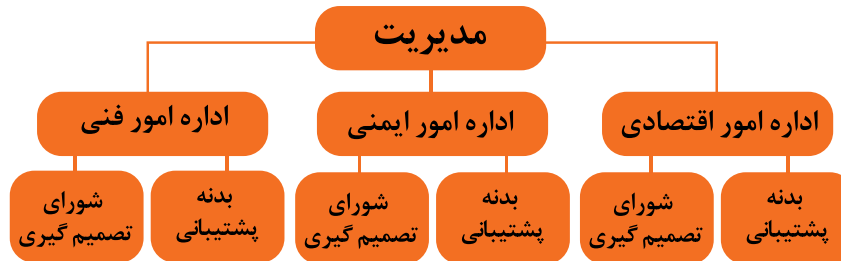 مدیریت
اداره امور اقتصادی
اداره امور ایمنی
اداره امور فنی
بدنه
پشتیبانی
شورای
تصمیم گیری
بدنه
پشتیبانی
شورای
تصمیم گیری
بدنه
پشتیبانی
شورای
تصمیم گیری